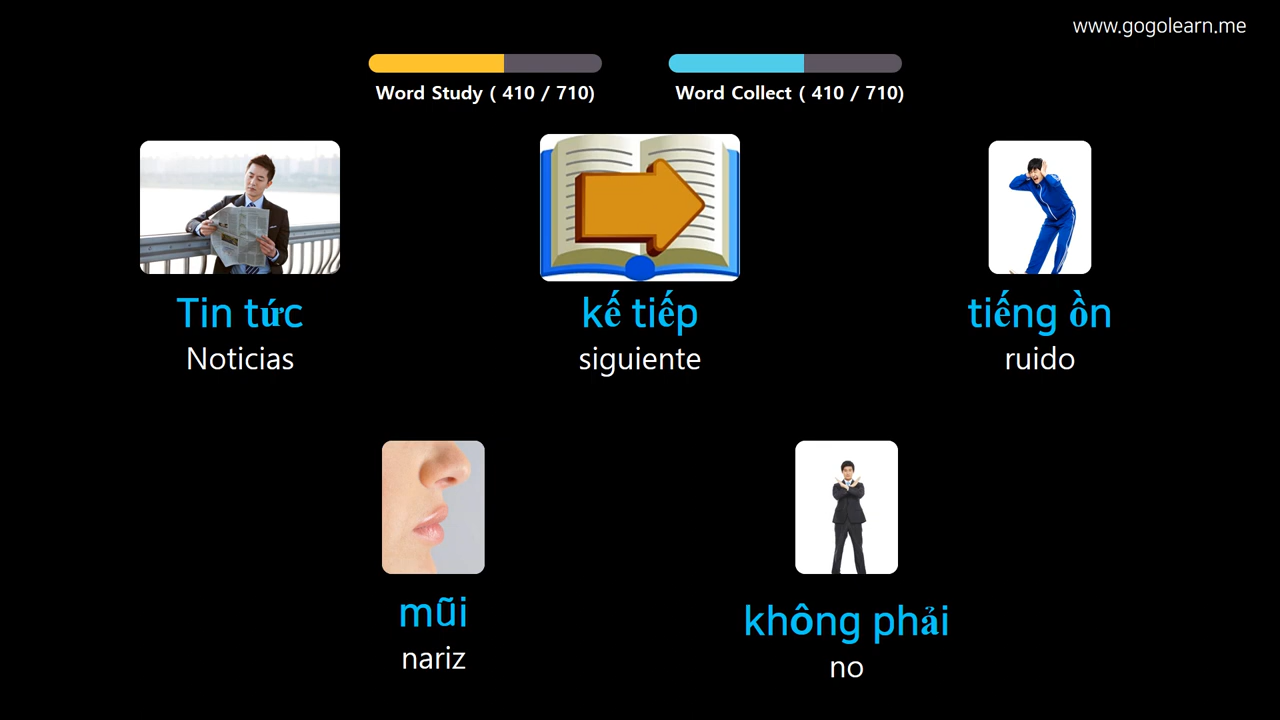 www.gogolearn.me
Word Study ( 410 / 710)
Word Collect ( 410 / 710)
Tin tức
Noticias
kế tiếp
siguiente
tiếng ồn
ruido
mũi
nariz
không phải
no